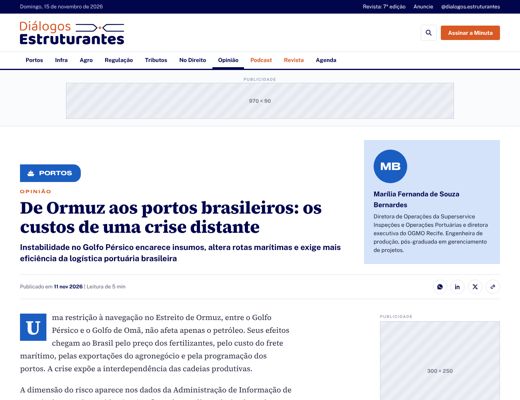 Domingo, 15 de novembro de 2026
Revista: 7ª edição Anuncie @dialogos.estruturantes
Diálogos
Estruturantes
Assinar a Minuta
Portos Infra Agro Regulação Tributos No Direito Opinião Podcast Revista Agenda
PUBLICIDADE
970 × 90
PORTOS
OPINIÃO
De Ormuz aos portos brasileiros: os
custos de uma crise distante
Instabilidade no Golfo Pérsico encarece insumos, altera rotas marítimas e exige mais
eficiência da logística portuária brasileira
MB
Marília Fernanda de Souza
Bernardes
Diretora de Operações da Superservice
Inspeções e Operações Portuárias e diretora
executiva do OGMO Recife. Engenheira de
produção, pós-graduada em gerenciamento
de projetos.
Publicado em 11 nov 2026 | Leitura de 5 min
Uma restrição à navegação no Estreito de Ormuz, entre o Golfo
Pérsico e o Golfo de Omã, não afeta apenas o petróleo. Seus efeitos
chegam ao Brasil pelo preço dos fertilizantes, pelo custo do frete
marítimo, pelas exportações do agronegócio e pela programação dos
portos. A crise expõe a interdependência das cadeias produtivas.
A dimensão do risco aparece nos dados da Administração de Informação de
PUBLICIDADE
300 × 250